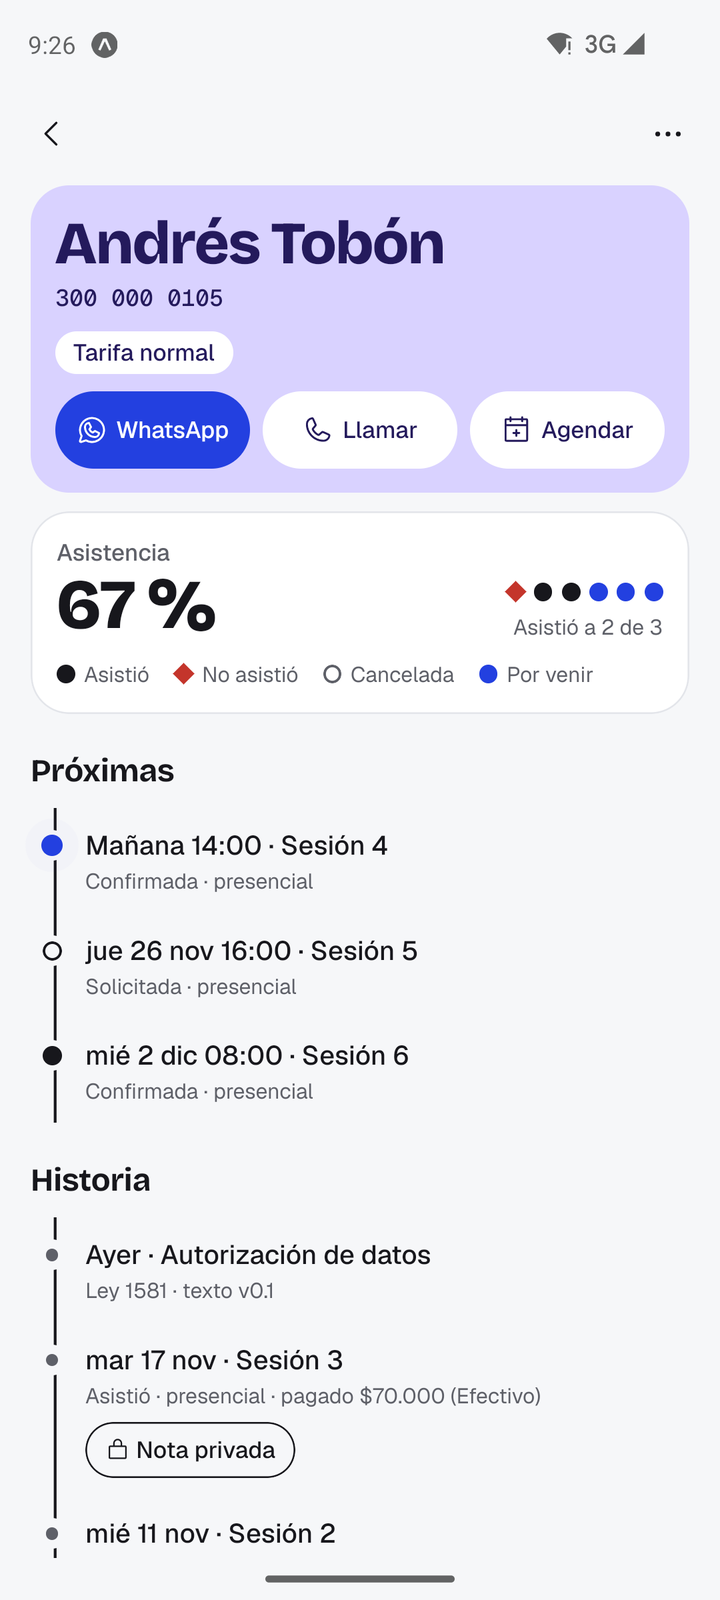 9:26
3G
Andrés Tobón
300 000 0105
Tarifa normal
WhatsApp
Llamar
Agendar
Asistencia
67 %
Asistió a 2 de 3
Asistió
No asistió
Cancelada
Por venir
Próximas
Mañana 14:00 · Sesión 4
Confirmada · presencial
jue 26 nov 16:00 · Sesión 5
Solicitada · presencial
mié 2 dic 08:00 · Sesión 6
Confirmada · presencial
Historia
Ayer · Autorización de datos
Ley 1581 · texto v0.1
mar 17 nov · Sesión 3
Asistió · presencial · pagado $70.000 (Efectivo)
Nota privada
mié 11 nov · Sesión 2